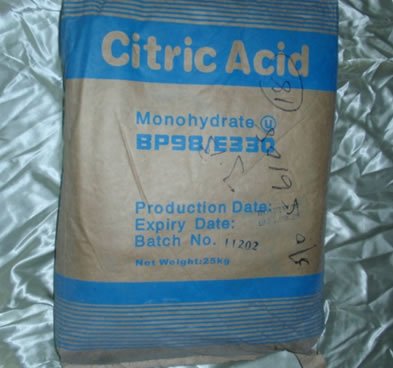 Citric Acid
Monohydrate U
BP98/E330
Production Date:
Expiry Date:
Batch No. 11202
Net Weight:25kg